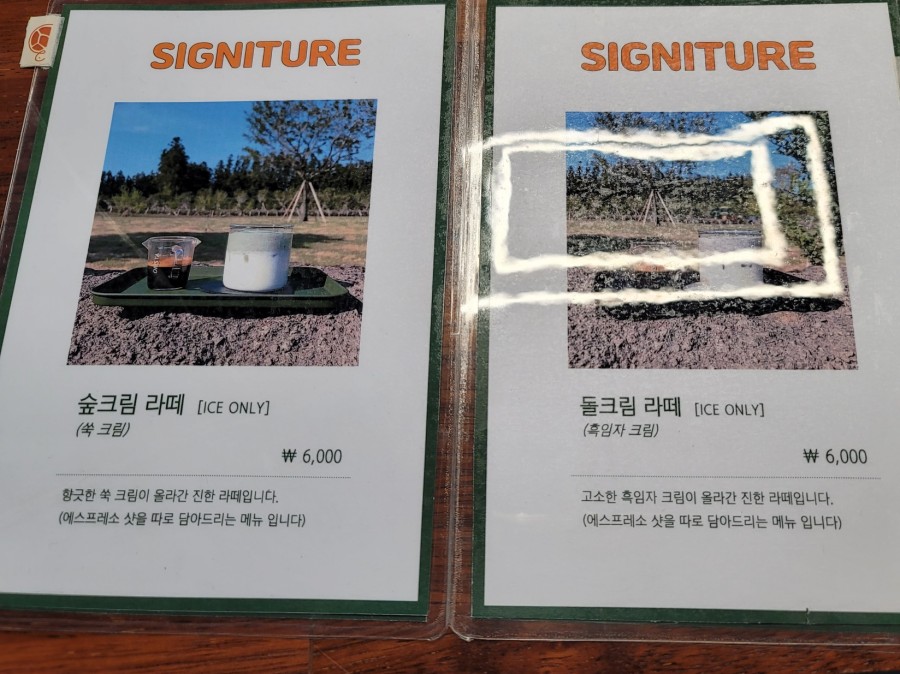 SIGNITURE
숲크림 라떼 [ICE ONLY]
(쑥 크림)
₩ 6,000
향긋한 쑥 크림이 올라간 진한 라떼입니다.
(에스프레소 샷을 따로 담아드리는 메뉴 입니다)
SIGNITURE
돌크림 라떼 [ICE ONLY]
(흑임자 크림)
₩ 6,000
고소한 흑임자 크림이 올라간 진한 라떼입니다.
(에스프레소 샷을 따로 담아드리는 메뉴 입니다)